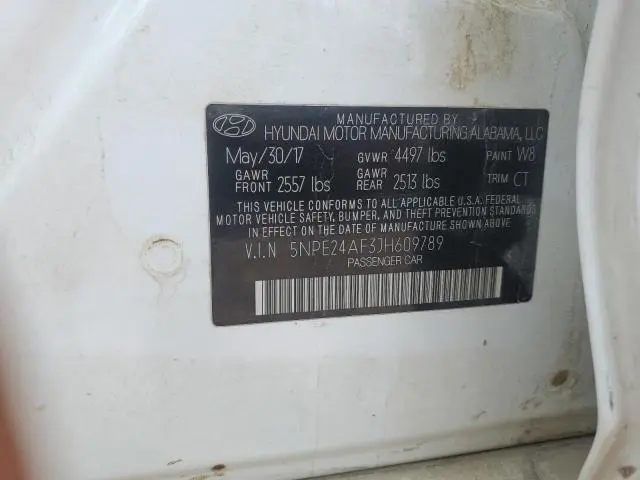 MANUFACTURED BY
HYUNDAI MOTOR MANUFACTURING ALABAMA, LLC
May/30/17 GVWR 4497 lbs PAINT W8
GAWR FRONT 2557 lbs GAWR REAR 2513 lbs TRIM CT
THIS VEHICLE CONFORMS TO ALL APPLICABLE U.S.A. FEDERAL
MOTOR VEHICLE SAFETY, BUMPER, AND THEFT PREVENTION STANDARDS
IN EFFECT ON THE DATE OF MANUFACTURE SHOWN ABOVE
V.I.N 5NPE24AF3JH609789
PASSENGER CAR